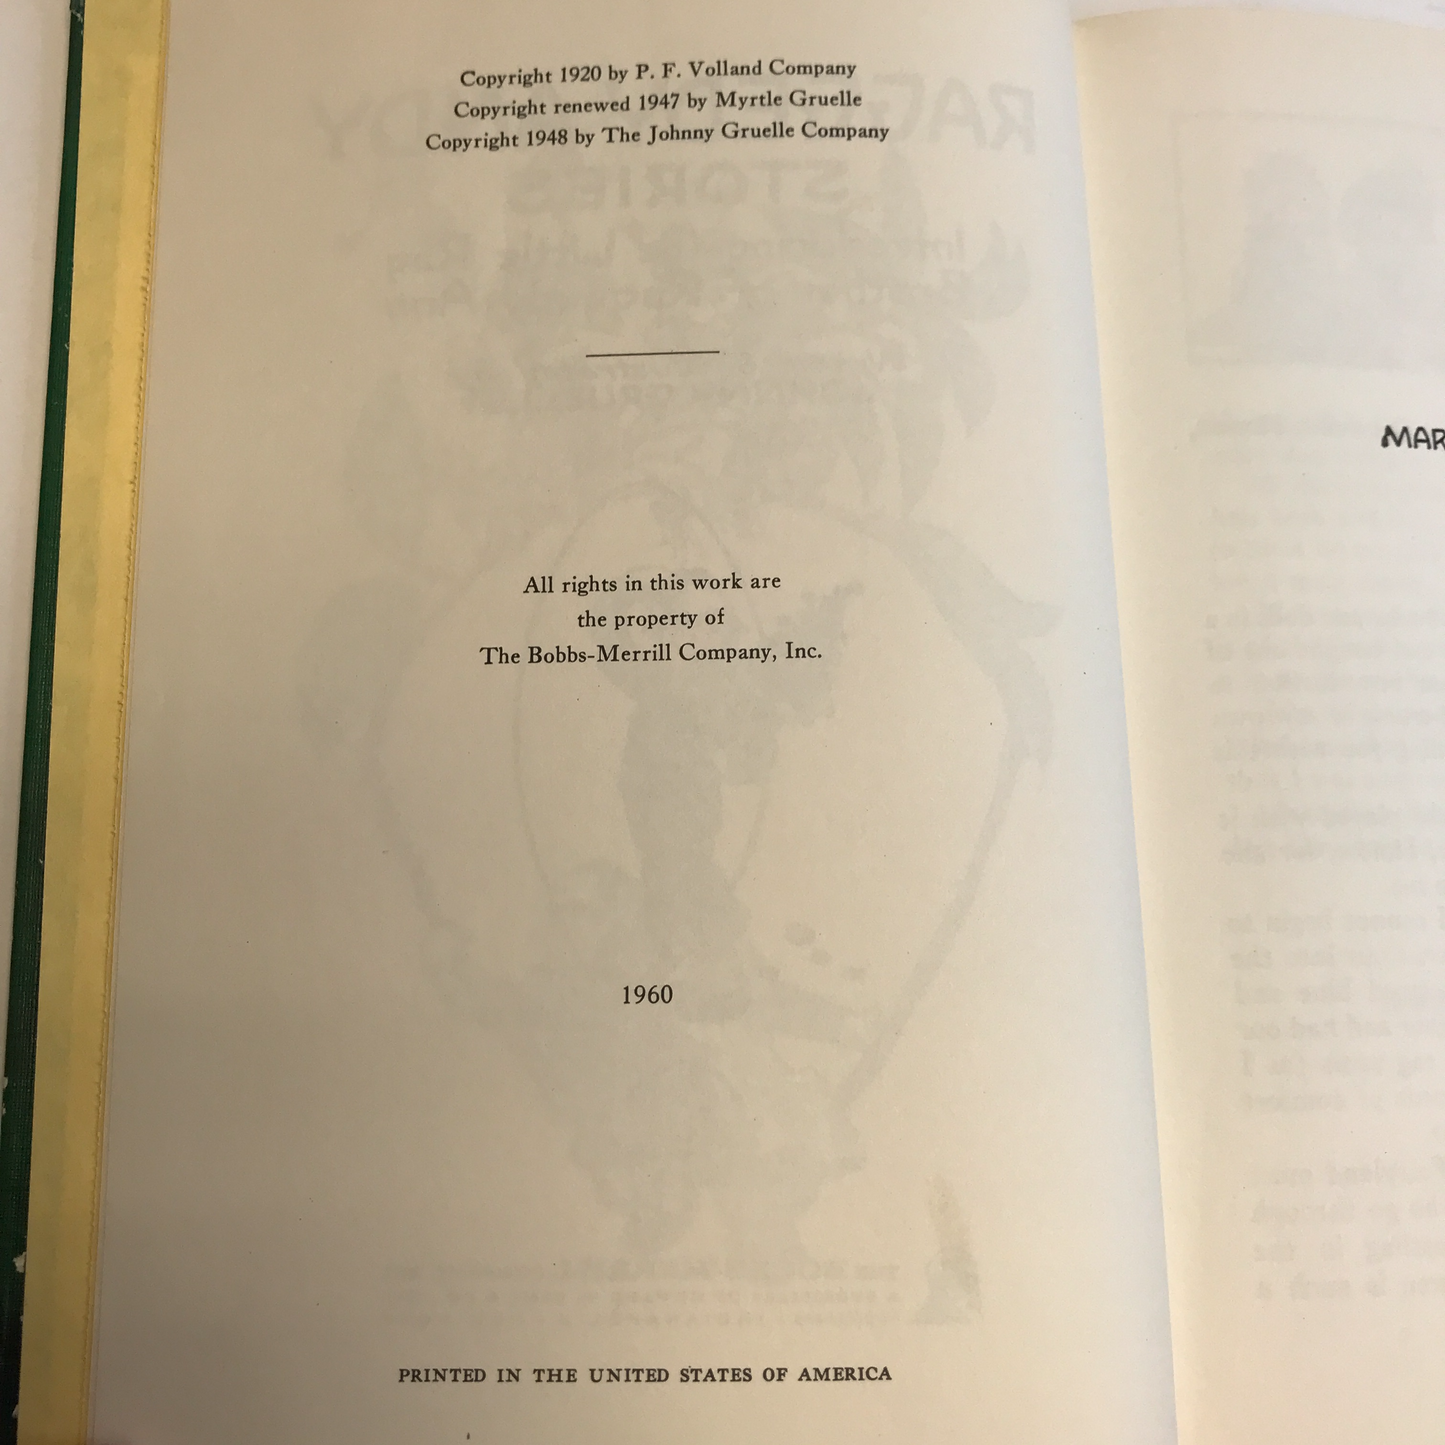 Copyright 1920 by P. F. Volland Company
Copyright renewed 1947 by Myrtle Gruelle
Copyright 1948 by The Johnny Gruelle Company
All rights in this work are
the property of
The Bobbs-Merrill Company, Inc.
1960
PRINTED IN THE UNITED STATES OF AMERICA
MAR